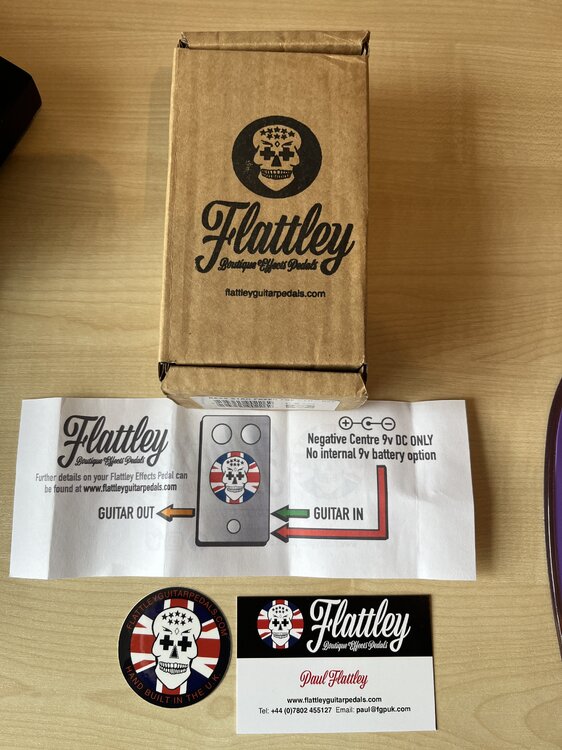 Flattley
Boutique Effects Pedals
flattleyguitarpedals.com
Flattley
Boutique Effects Pedals
Further details on your Flattley Effects Pedal can
be found at www.flattleyguitarpedals.com
Negative Centre 9v DC ONLY
No internal 9v battery option
GUITAR OUT
GUITAR IN
FLATTLEYGUITARPEDALS.COM
HAND BUILT IN THE U.K
Flattley
Boutique Effects Pedals
Paul Flattley
www.flattleyguitarpedals.com
Tel: +44 (0)7802 455127 Email: paul@fgpuk.com